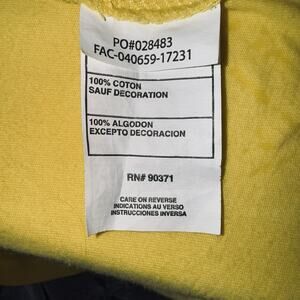 PO#028483
FAC-040659-17231
100% COTON
SAUF DECORATION
100% ALGODON
EXCEPTO DECORACION
RN# 90371
CARE ON REVERSE
INDICATIONS AU VERSO
INSTRUCCIONES INVERSA